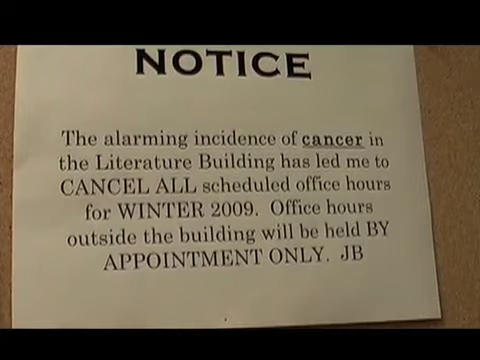 NOTICE
The alarming incidence of cancer in
the Literature Building has led me to
CANCEL ALL scheduled office hours
for WINTER 2009. Office hours
outside the building will be held BY
APPOINTMENT ONLY. JB